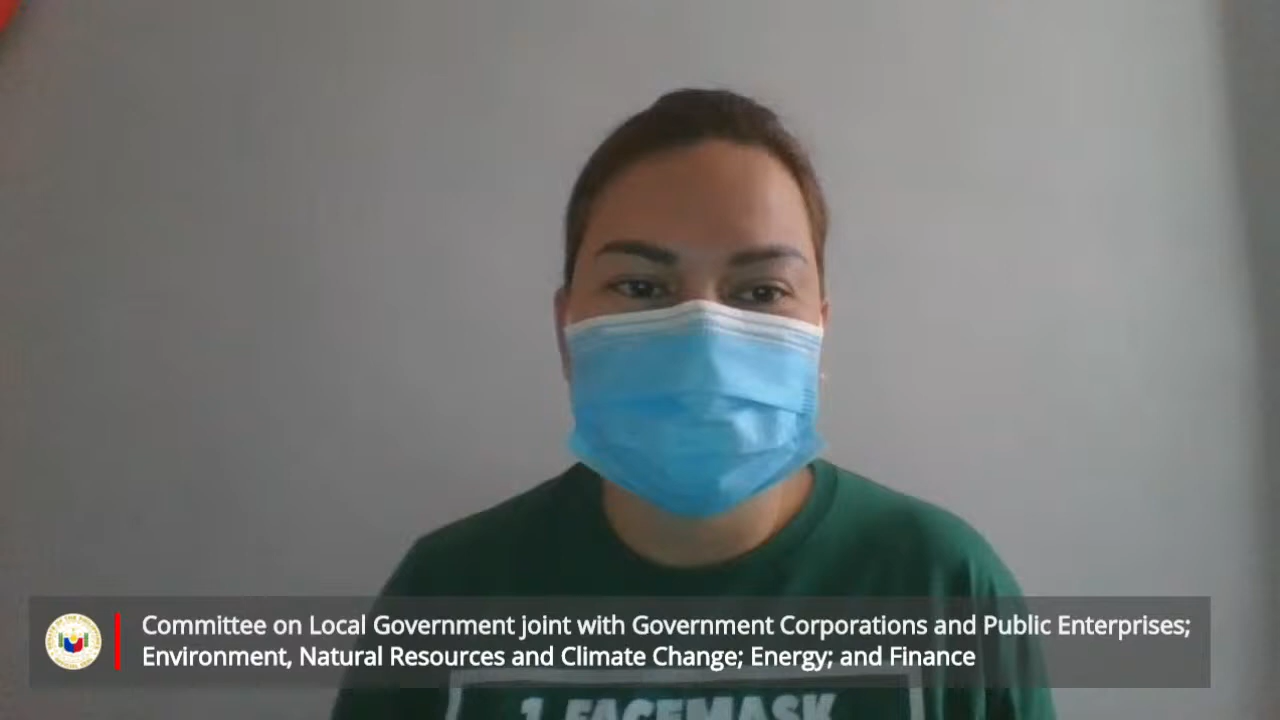 Committee on Local Government joint with Government Corporations and Public Enterprises;
Environment, Natural Resources and Climate Change; Energy; and Finance
1 FACEMASK